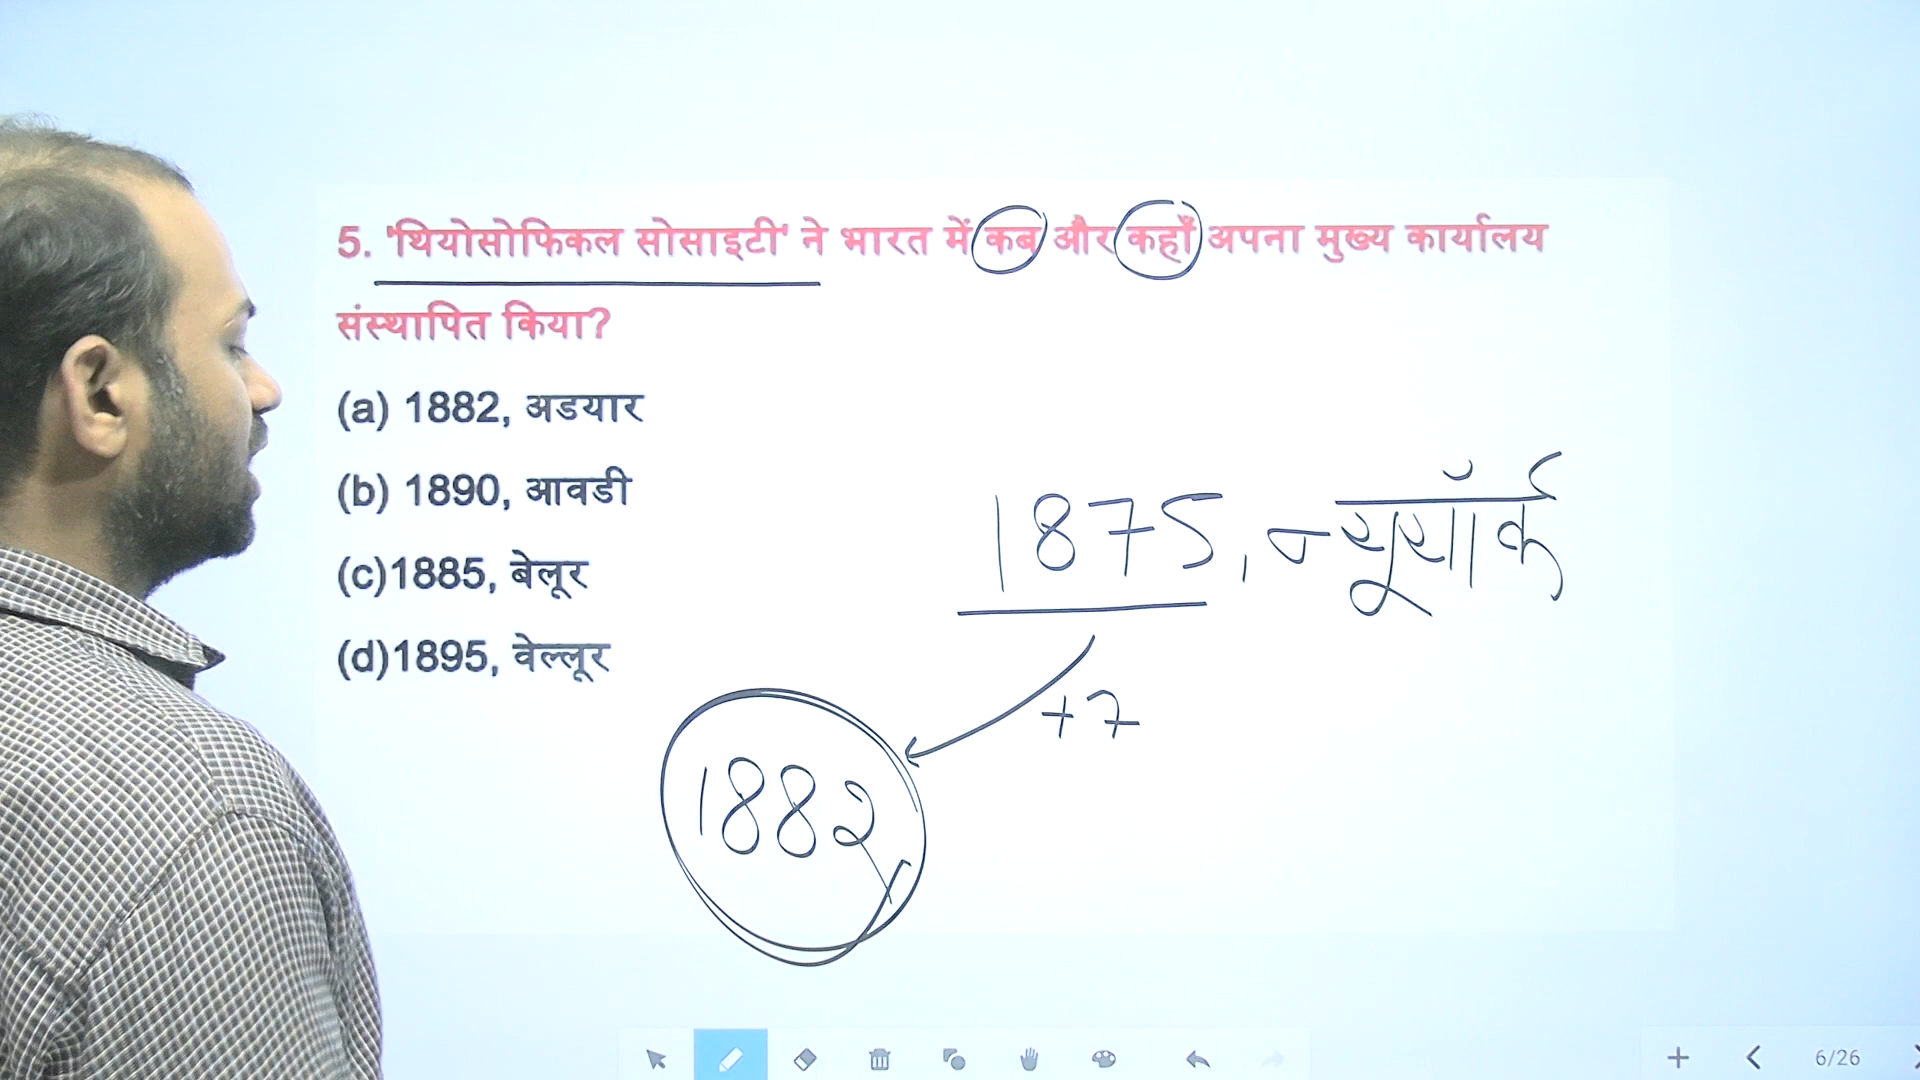 5. 'थियोसोफिकल सोसाइटी' ने भारत में कब और कहाँ अपना मुख्य कार्यालय
संस्थापित किया?
(a) 1882, अडयार
(b) 1890, आवडी
(c)1885, बेलूर
(d)1895, वेल्लूर
1875, न्यूयॉर्क
+7
1882
6/26